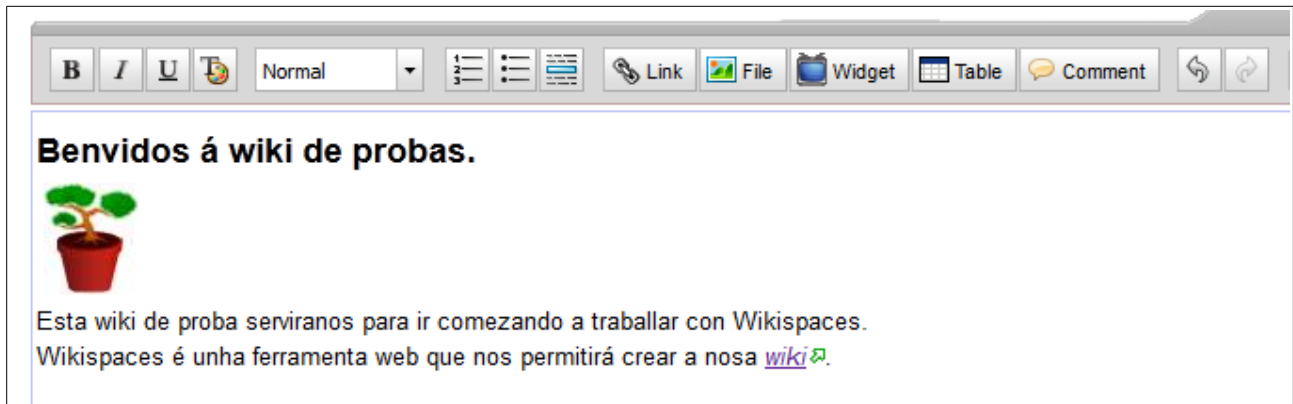 B I U T Normal Link File Widget Table Comment
Benvidos á wiki de probas.
Esta wiki de proba serviranos para ir comezando a traballar con Wikispaces.
Wikispaces é unha ferramenta web que nos permitirá crear a nosa wiki.